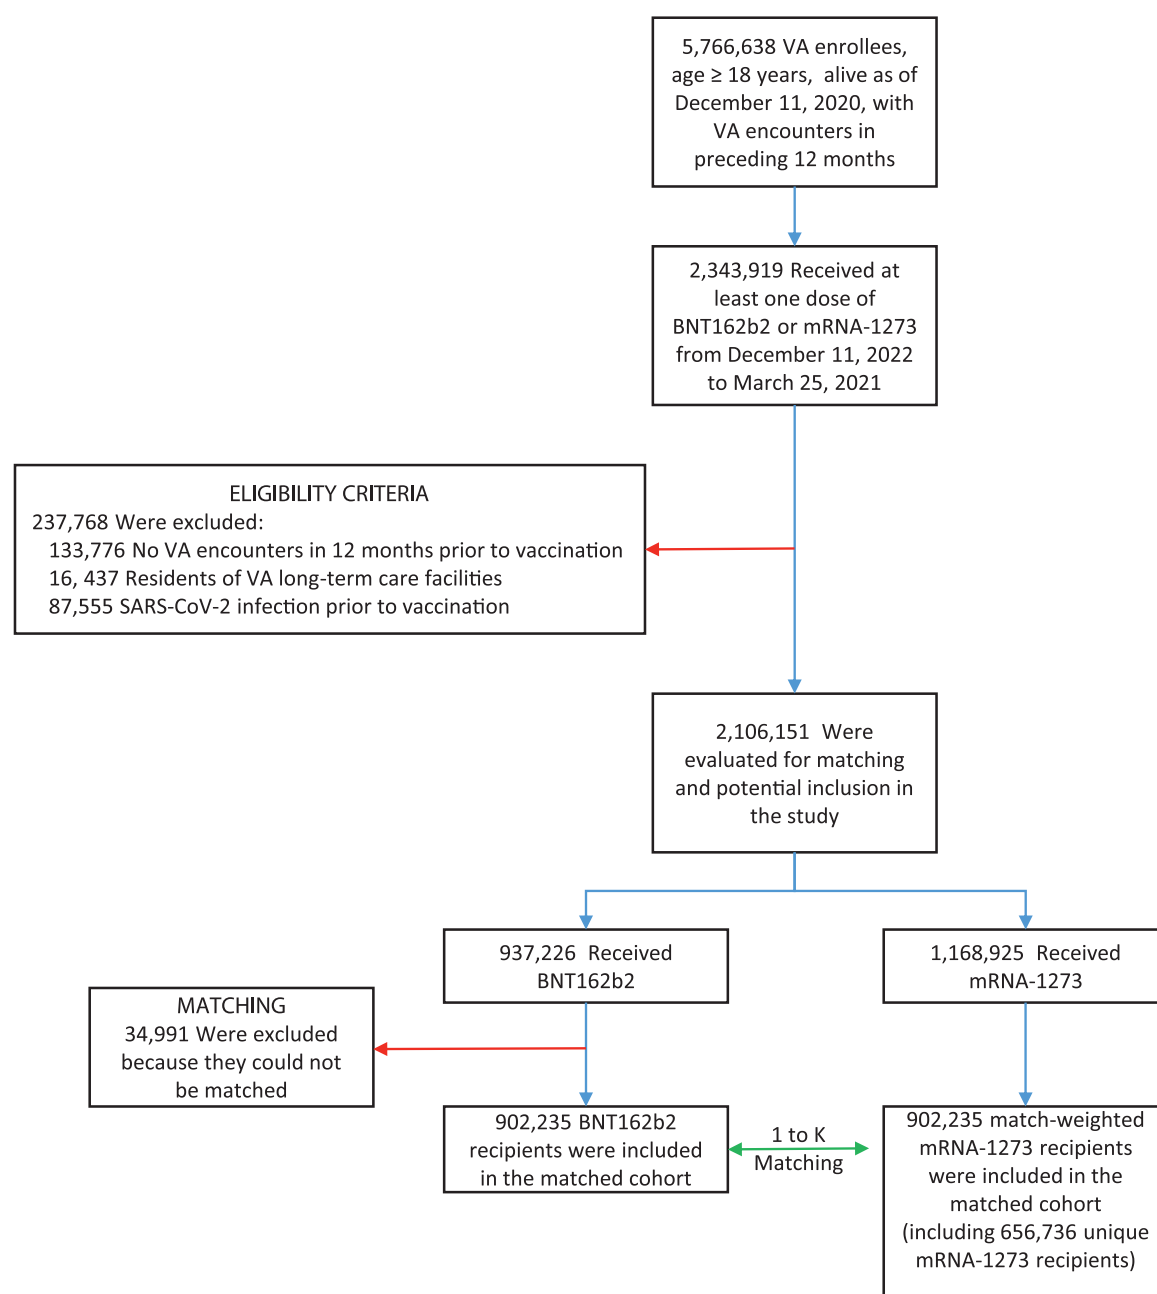 5,766,638 VA enrollees,
age ≥ 18 years, alive as of
December 11, 2020, with
VA encounters in
preceding 12 months
2,343,919 Received at
least one dose of
BNT162b2 or mRNA-1273
from December 11, 2022
to March 25, 2021
ELIGIBILITY CRITERIA
237,768 Were excluded:
133,776 No VA encounters in 12 months prior to vaccination
16, 437 Residents of VA long-term care facilities
87,555 SARS-CoV-2 infection prior to vaccination
2,106,151 Were
evaluated for matching
and potential inclusion in
the study
937,226 Received
BNT162b2
1,168,925 Received
mRNA-1273
MATCHING
34,991 Were excluded
because they could not
be matched
902,235 BNT162b2
recipients were included
in the matched cohort
1 to K
Matching
902,235 match-weighted
mRNA-1273 recipients
were included in the
matched cohort
(including 656,736 unique
mRNA-1273 recipients)